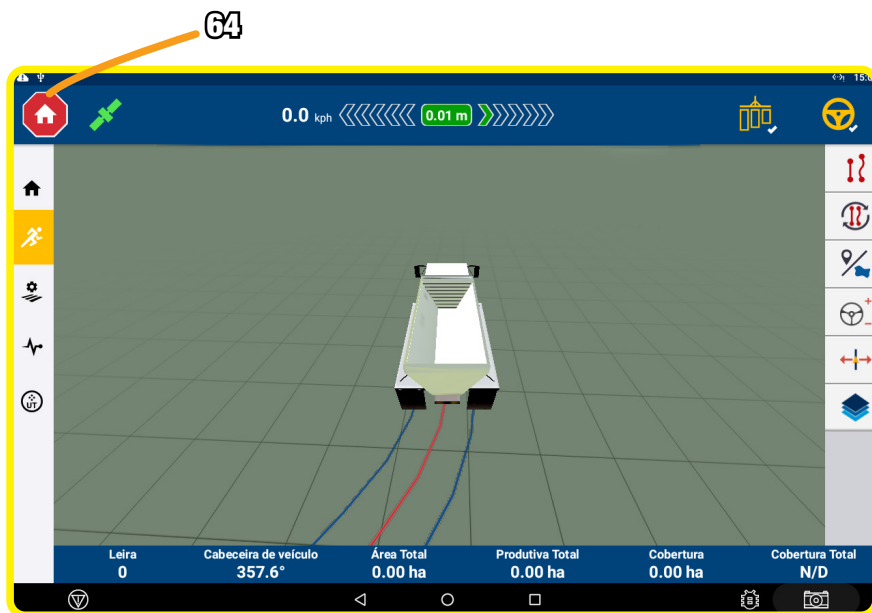 64
0.0 kph
0.01 m
UT
Leira
0
Cabeceira de veículo
357.6°
Área Total
0.00 ha
Produtiva Total
0.00 ha
Cobertura
0.00 ha
Cobertura Total
N/D